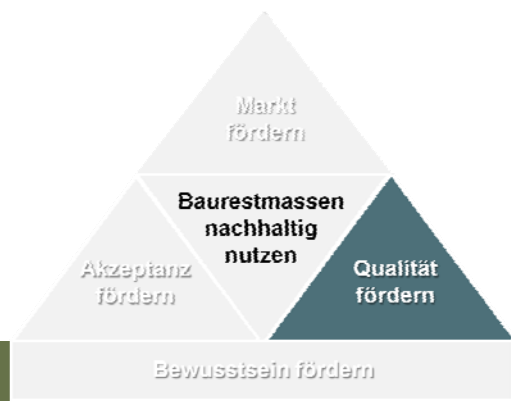 Markt
fördern
Baurestmassen
nachhaltig
nutzen
Akzeptanz
fördern
Qualität
fördern
Bewusstsein fördern